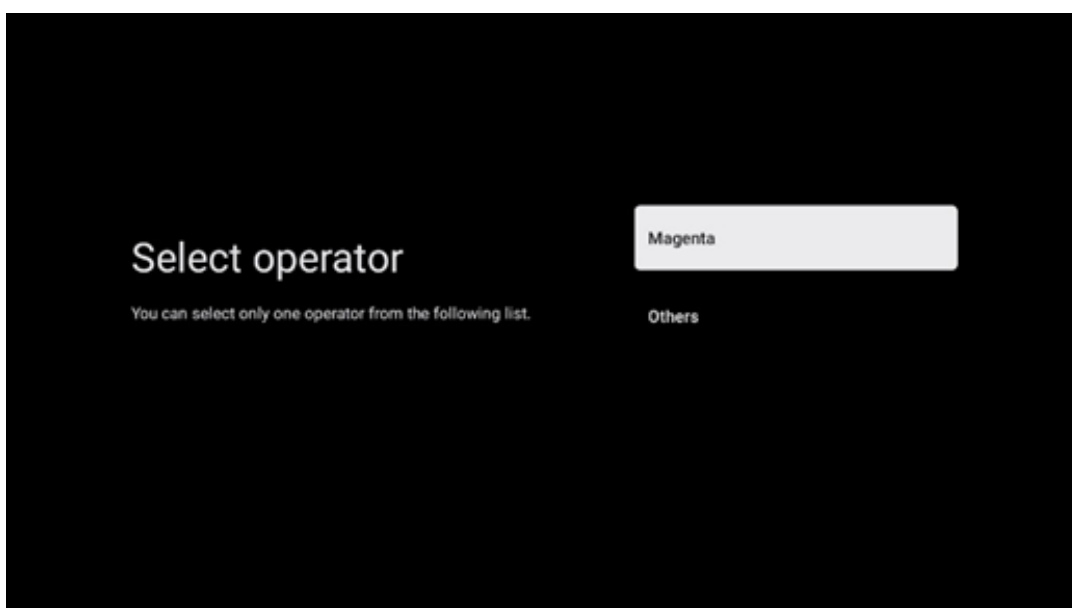 Select operator
You can select only one operator from the following list.
Magenta
Others